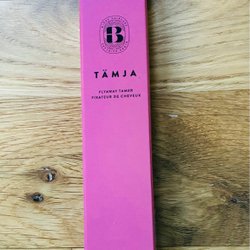 B
TÄMJA
FLYAWAY TAMER
FIXATEUR DE CHEVEUX